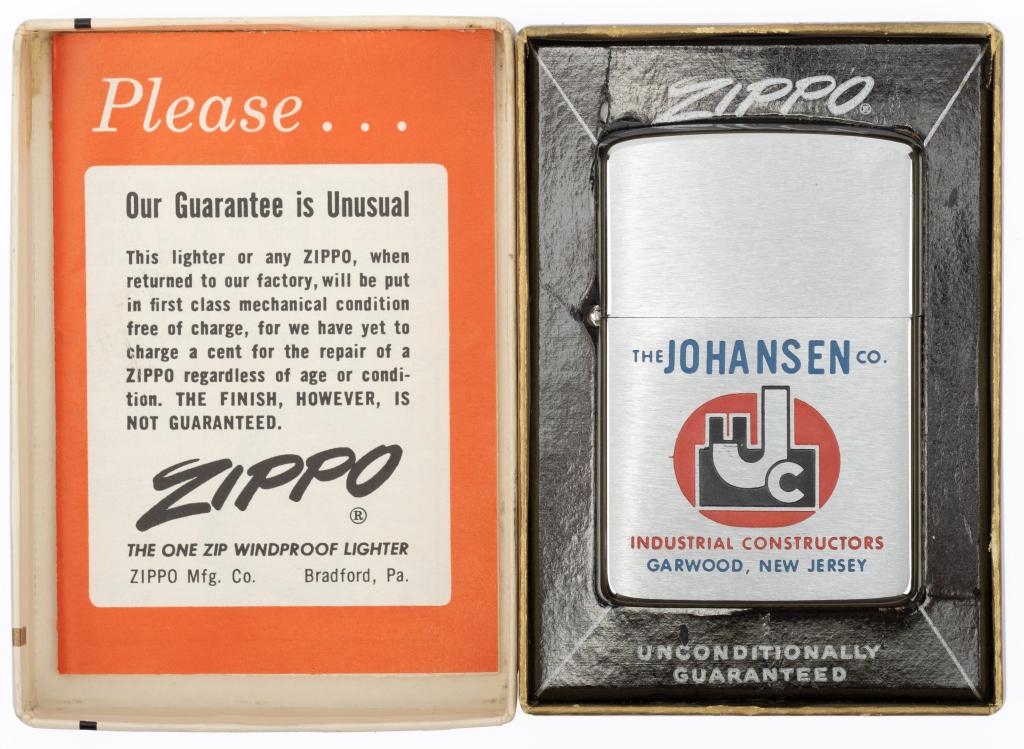 Please . . .
Our Guarantee is Unusual
This lighter or any ZIPPO, when
returned to our factory, will be put
in first class mechanical condition
free of charge, for we have yet to
charge a cent for the repair of a
ZIPPO regardless of age or condi-
tion. THE FINISH, HOWEVER, IS
NOT GUARANTEED.
ZIPPO
®
THE ONE ZIP WINDPROOF LIGHTER
ZIPPO Mfg. Co. Bradford, Pa.
ZIPPO®
THE JOHANSEN CO.
JC
INDUSTRIAL CONSTRUCTORS
GARWOOD, NEW JERSEY
UNCONDITIONALLY
GUARANTEED